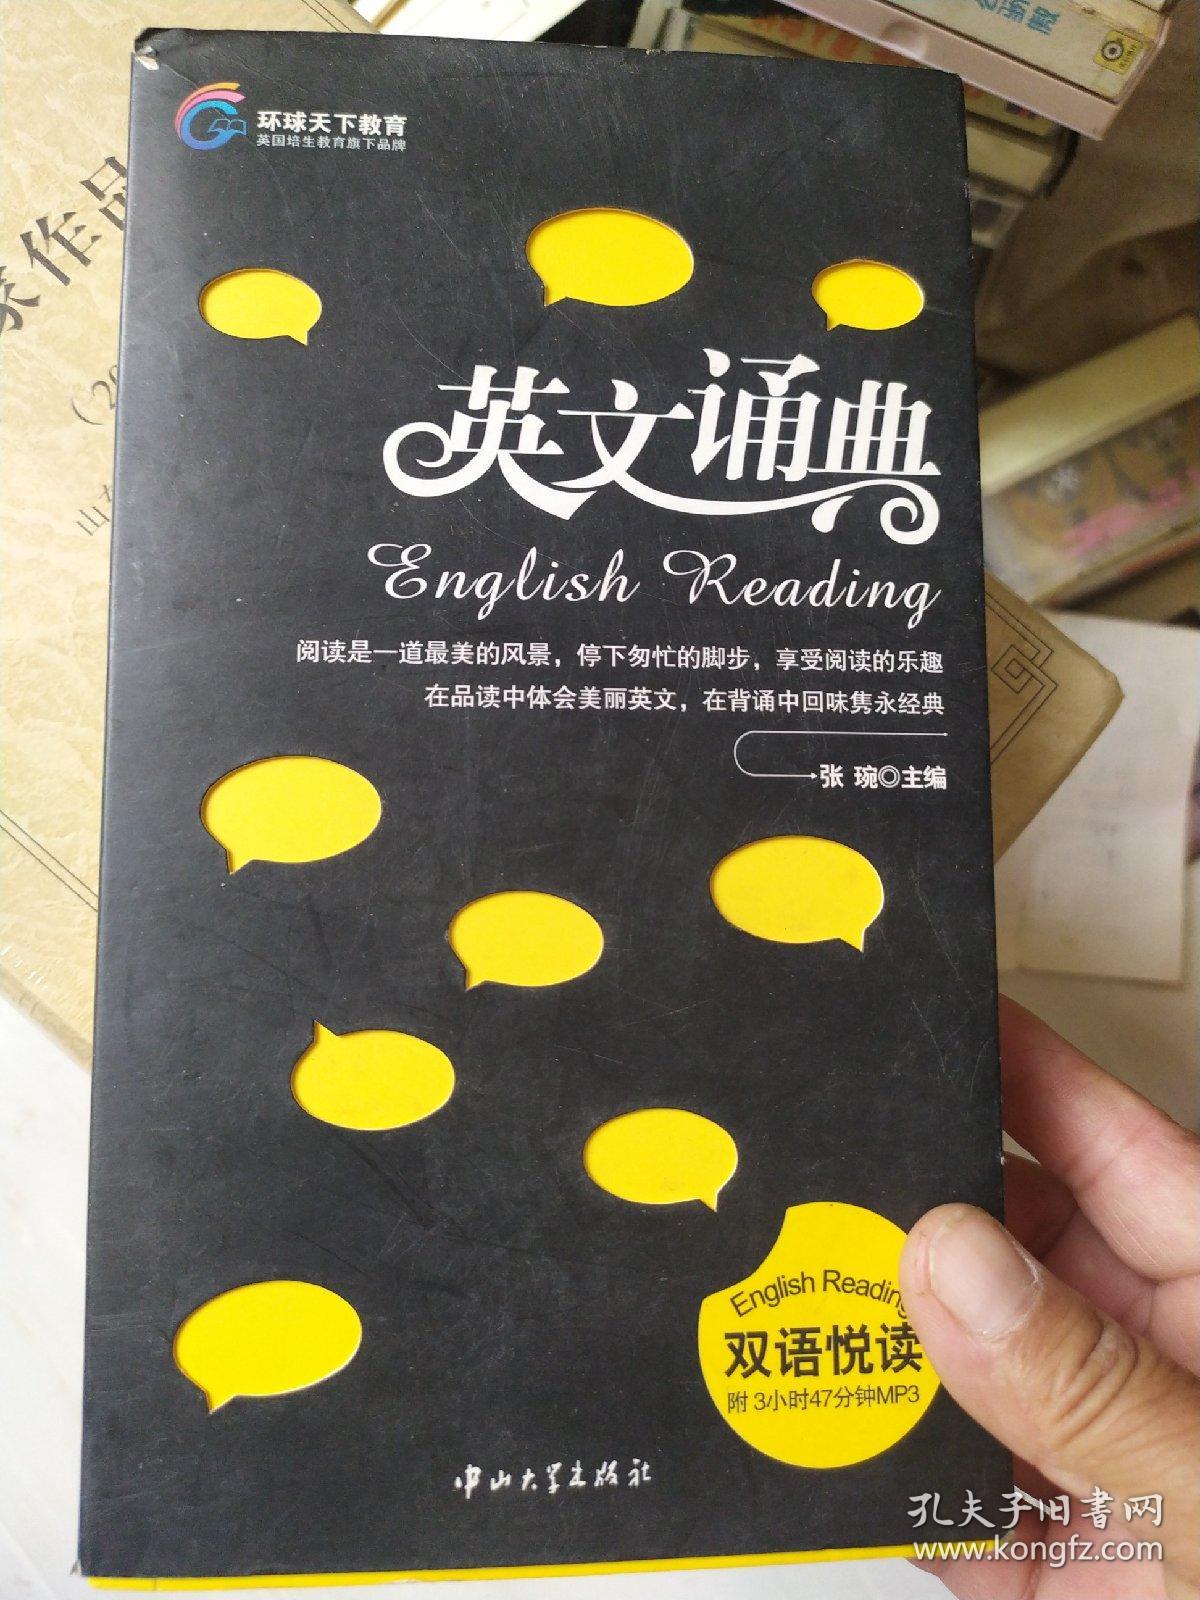 环球天下教育
英国培生教育旗下品牌
作品
(20
山东
英文诵典
English Reading
阅读是一道最美的风景，停下匆忙的脚步，享受阅读的乐趣
在品读中体会美丽英文，在背诵中回味隽永经典
张 琬◎主编
English Reading
双语悦读
附 3小时47分钟MP3
中山大学出版社
孔夫子旧书网
www.kongfz.com